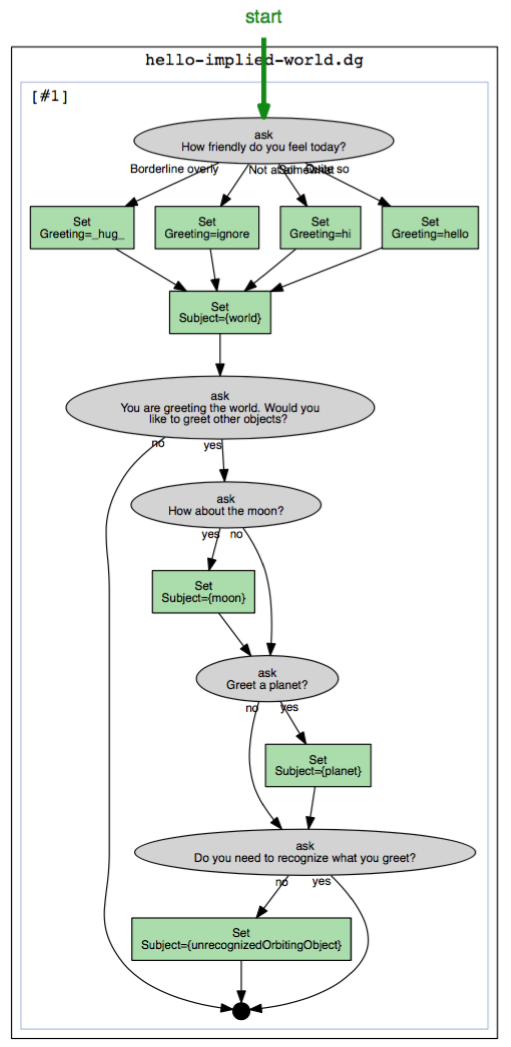 start
hello-implied-world.dg
[#1]
ask
How friendly do you feel today?
Borderline overly
Not at all
Somewhat
Quite so
Set
Greeting=_hug_
Set
Greeting=ignore
Set
Greeting=hi
Set
Greeting=hello
Set
Subject={world}
ask
You are greeting the world. Would you
like to greet other objects?
no
yes
ask
How about the moon?
yes
no
Set
Subject={moon}
ask
Greet a planet?
no
yes
Set
Subject={planet}
ask
Do you need to recognize what you greet?
no
yes
Set
Subject={unrecognizedOrbitingObject}